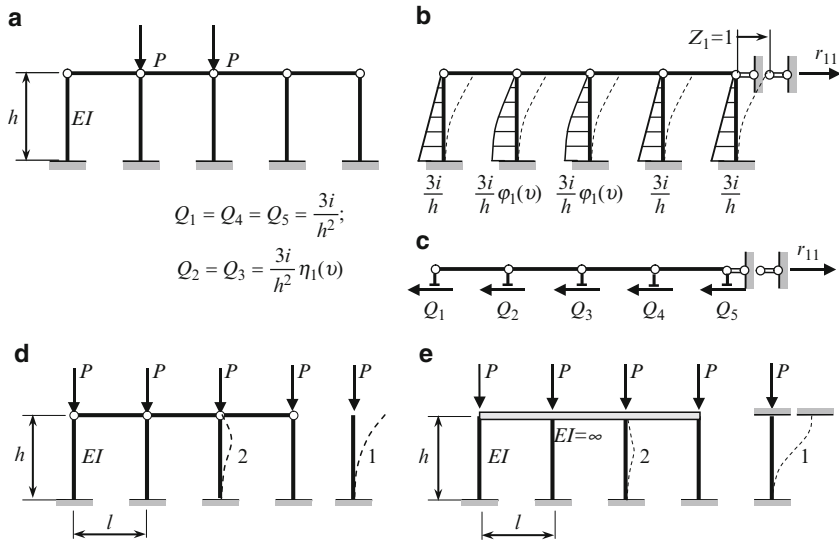 a
P P
h
EI
Q₁ = Q₄ = Q₅ = 3i/h²;
Q₂ = Q₃ = 3i/h² η₁(υ)
b
Z₁=1
r₁₁
3i/h 3i/h φ₁(υ) 3i/h φ₁(υ) 3i/h 3i/h
c
r₁₁
Q₁ Q₂ Q₃ Q₄ Q₅
d
P P P P P
h
EI 2 1
l
e
P P P P P
EI=∞
h
EI 2 1
l